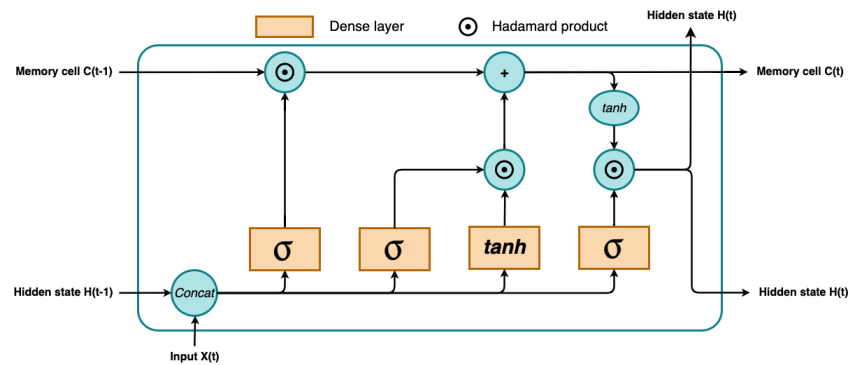 Hidden state H(t)
Dense layer
Hadamard product
Memory cell C(t-1)
+
Memory cell C(t)
tanh
σ
σ
tanh
σ
Hidden state H(t-1)
Concat
Hidden state H(t)
Input X(t)